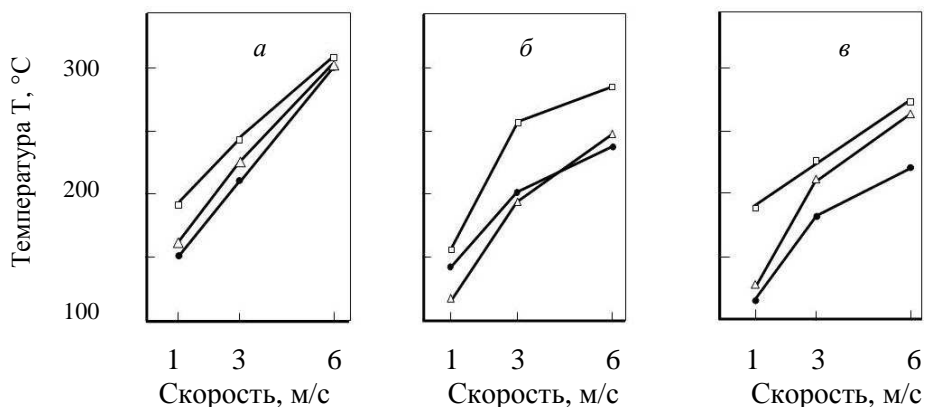 Температура Т, °С
300
200
100
а
б
в
1 3 6
1 3 6
1 3 6
Скорость, м/с
Скорость, м/с
Скорость, м/с